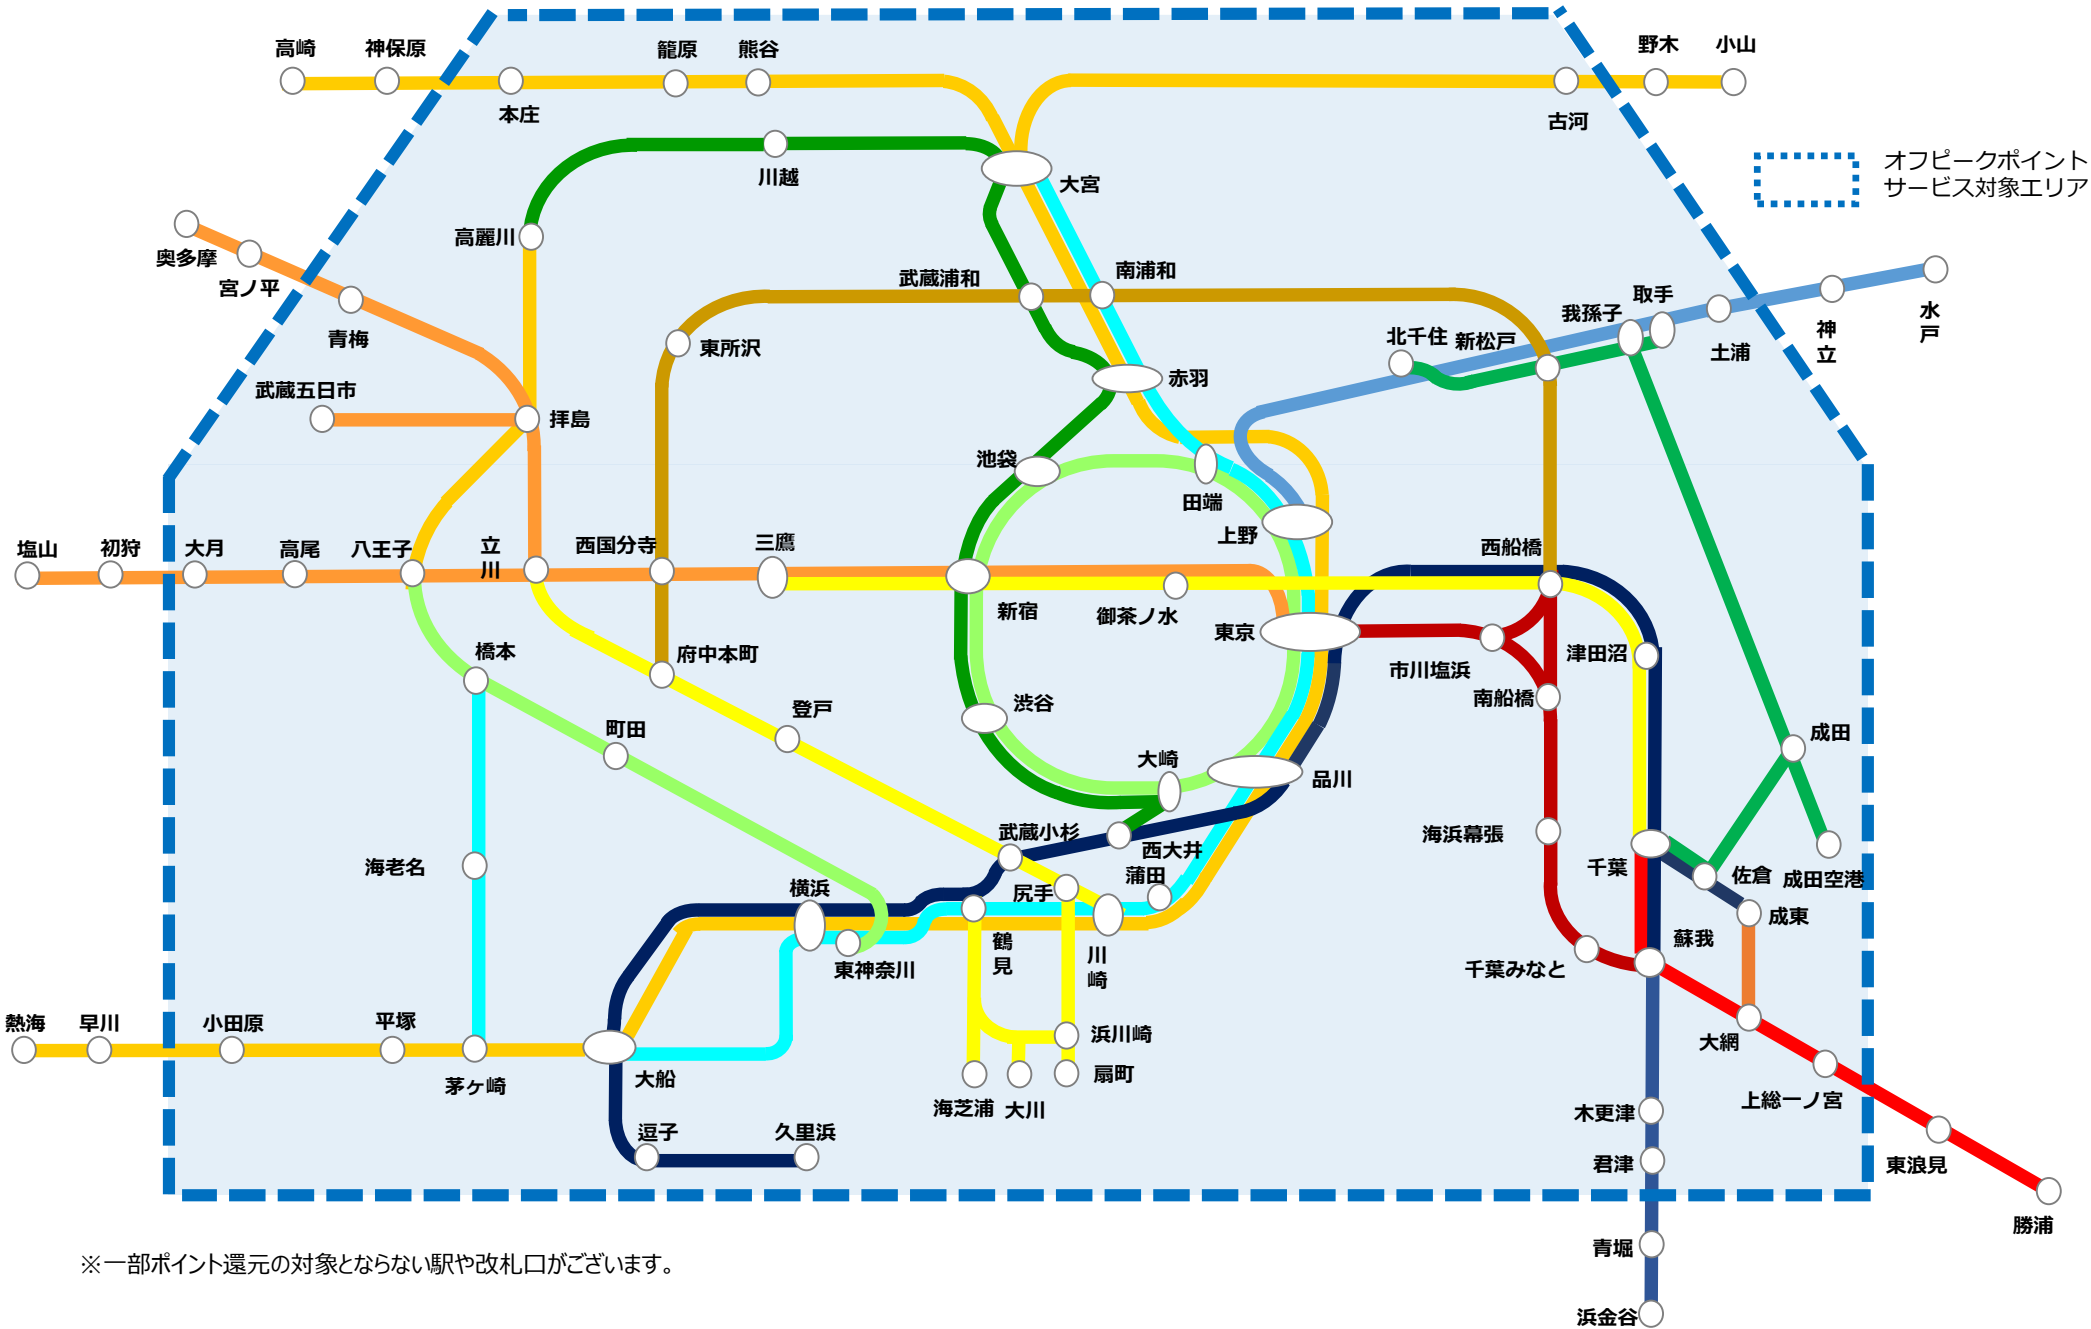 高崎
神保原
本庄
籠原
熊谷
古河
野木
小山
オフピークポイント
サービス対象エリア
川越
大宮
高麗川
奥多摩
宮ノ平
青梅
武蔵浦和
南浦和
我孫子
取手
土浦
神立
水戸
北千住
新松戸
東所沢
赤羽
武蔵五日市
拝島
池袋
田端
上野
塩山
初狩
大月
高尾
八王子
立川
西国分寺
三鷹
新宿
御茶ノ水
東京
西船橋
市川塩浜
津田沼
南船橋
橋本
府中本町
町田
登戸
渋谷
大崎
品川
成田
海浜幕張
千葉
佐倉
成田空港
成東
武蔵小杉
西大井
海老名
横浜
尻手
蒲田
東神奈川
鶴見
川崎
千葉みなと
蘇我
熱海
早川
小田原
平塚
茅ヶ崎
大船
浜川崎
扇町
海芝浦
大川
大網
上総一ノ宮
木更津
逗子
久里浜
君津
東浪見
勝浦
青堀
浜金谷
※一部ポイント還元の対象とならない駅や改札口がございます。